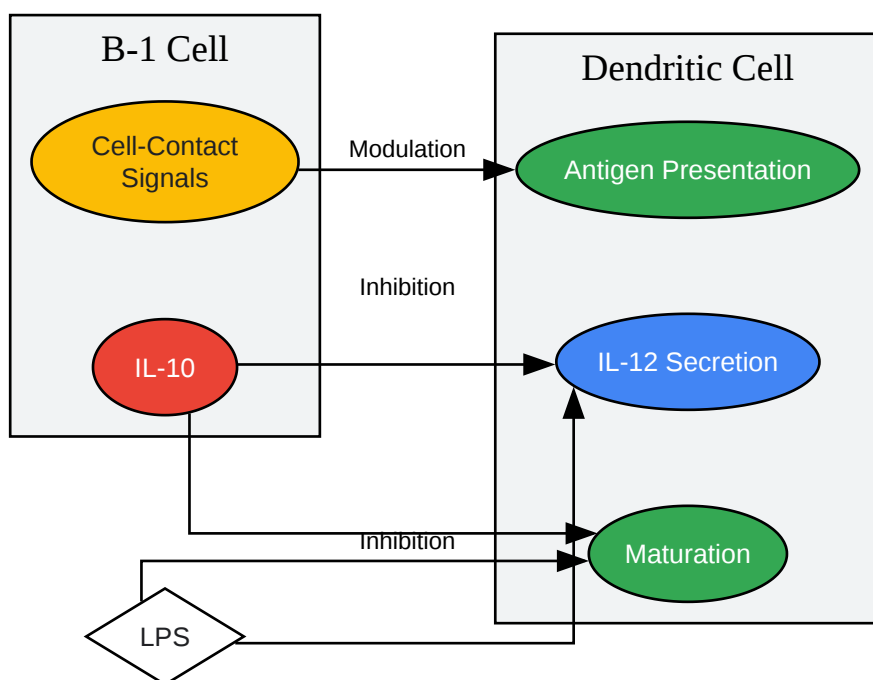 B-1 Cell
Dendritic Cell
Cell-Contact
Signals
Modulation
Antigen Presentation
Inhibition
IL-10
IL-12 Secretion
Inhibition
Maturation
LPS